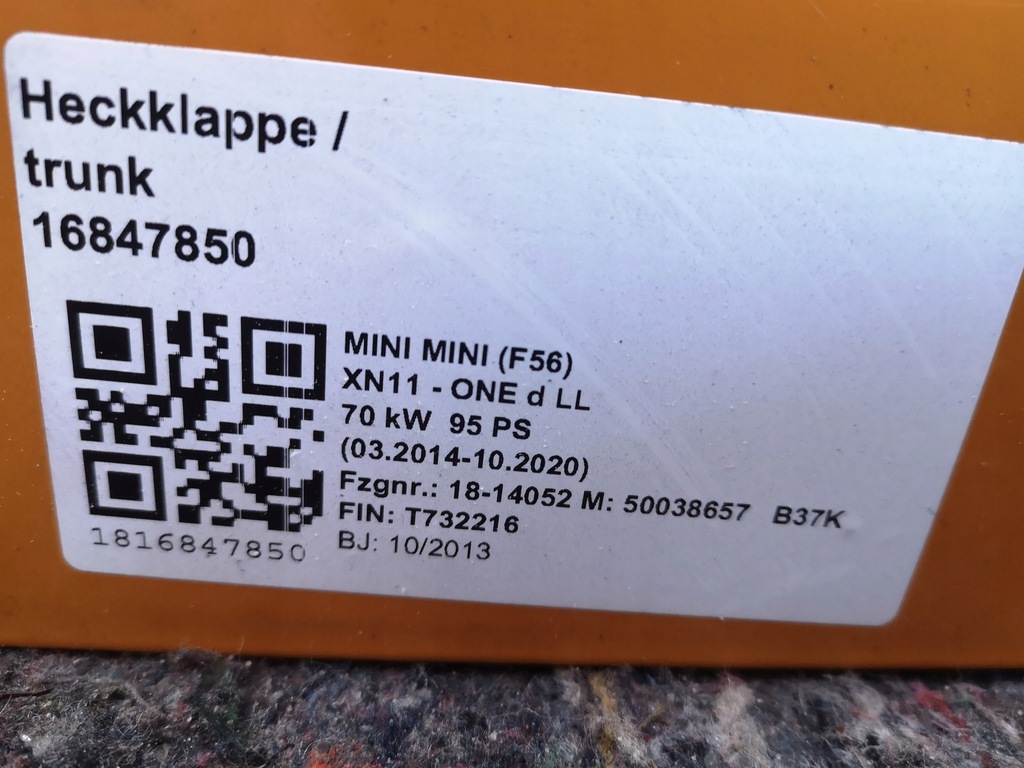 Heckklappe /
trunk
16847850
MINI MINI (F56)
XN11 - ONE d LL
70 kW 95 PS
(03.2014-10.2020)
Fzgnr.: 18-14052 M: 50038657 B37K
FIN: T732216
BJ: 10/2013
1816847850